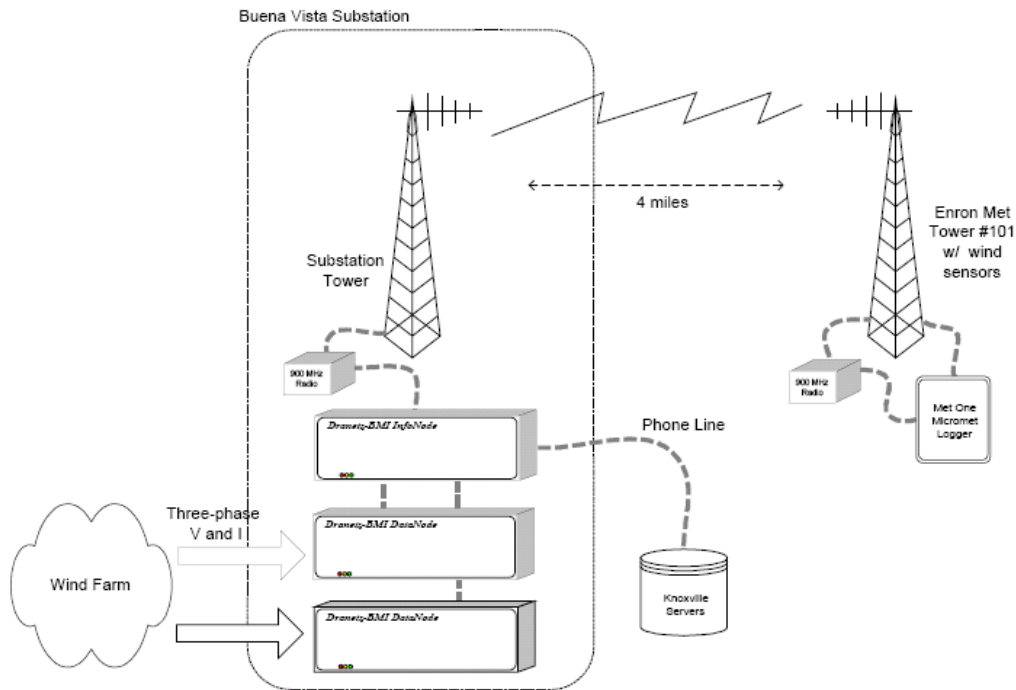 Buena Vista Substation
4 miles
Enron Met
Tower #101
w/ wind
sensors
Substation
Tower
900 MHz
Radio
900 MHz
Radio
Met One
Micromet
Logger
Dranetz-BMI InfoNode
Phone Line
Three-phase
V and I
Dranetz-BMI DataNode
Wind Farm
Knoxville
Servers
Dranetz-BMI DataNode